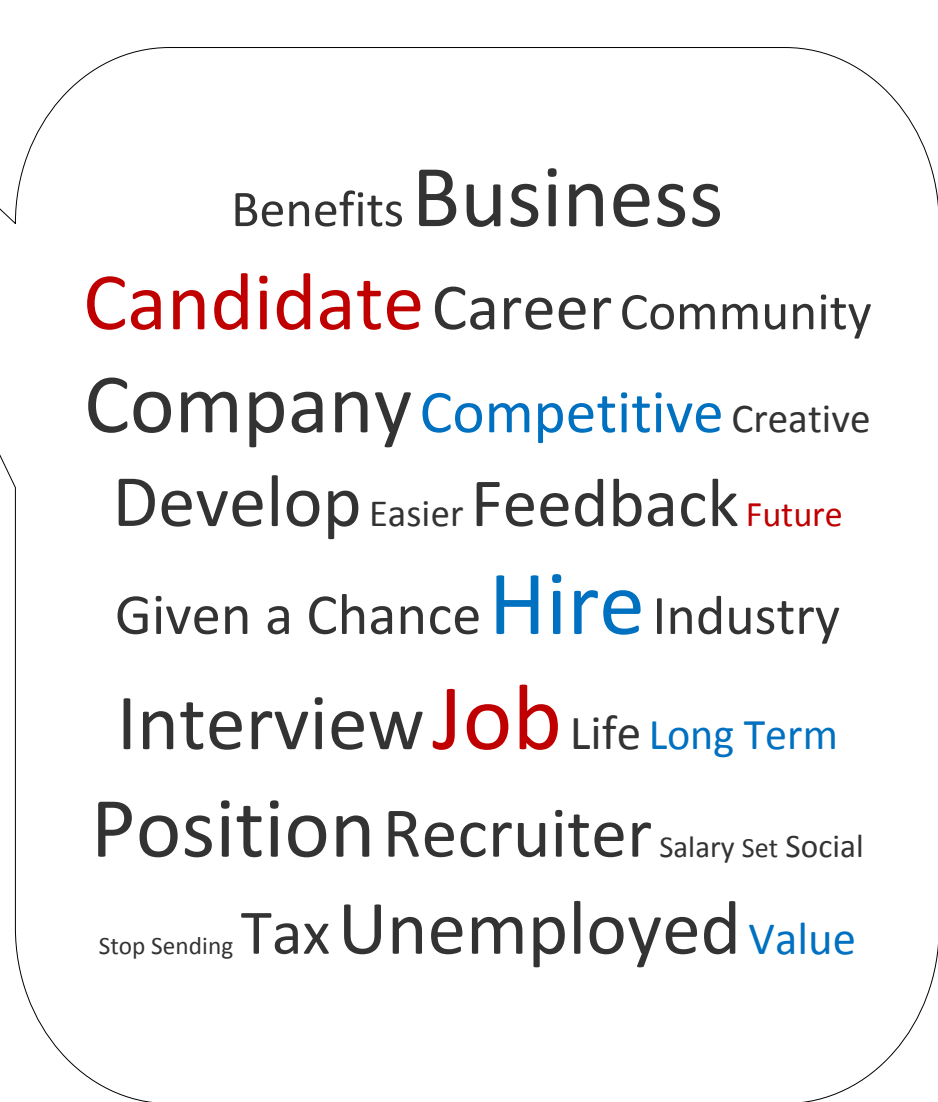 Benefits Business
Candidate Career Community
Company Competitive Creative
Develop Easier Feedback Future
Given a Chance Hire Industry
Interview Job Life Long Term
Position Recruiter Salary Set Social
Stop Sending Tax Unemployed Value